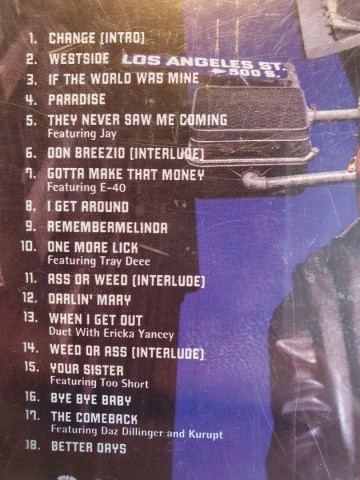 1. CHANGE [INTRO]
2. WESTSIDE
LOS ANGELES ST.
500 S.
3. IF THE WORLD WAS MINE
4. PARADISE
5. THEY NEVER SAW ME COMING
Featuring Jay
6. DON BREEZIO [INTERLUDE]
7. GOTTA MAKE THAT MONEY
Featuring E-40
8. I GET AROUND
9. REMEMBERMELINDA
10. ONE MORE LICK
Featuring Tray Deee
11. ASS OR WEED [INTERLUDE]
12. DARLIN' MARY
13. WHEN I GET OUT
Duet With Ericka Yancey
14. WEED OR ASS [INTERLUDE]
15. YOUR SISTER
Featuring Too Short
16. BYE BYE BABY
17. THE COMEBACK
Featuring Daz Dillinger and Kurupt
18. BETTER DAYS